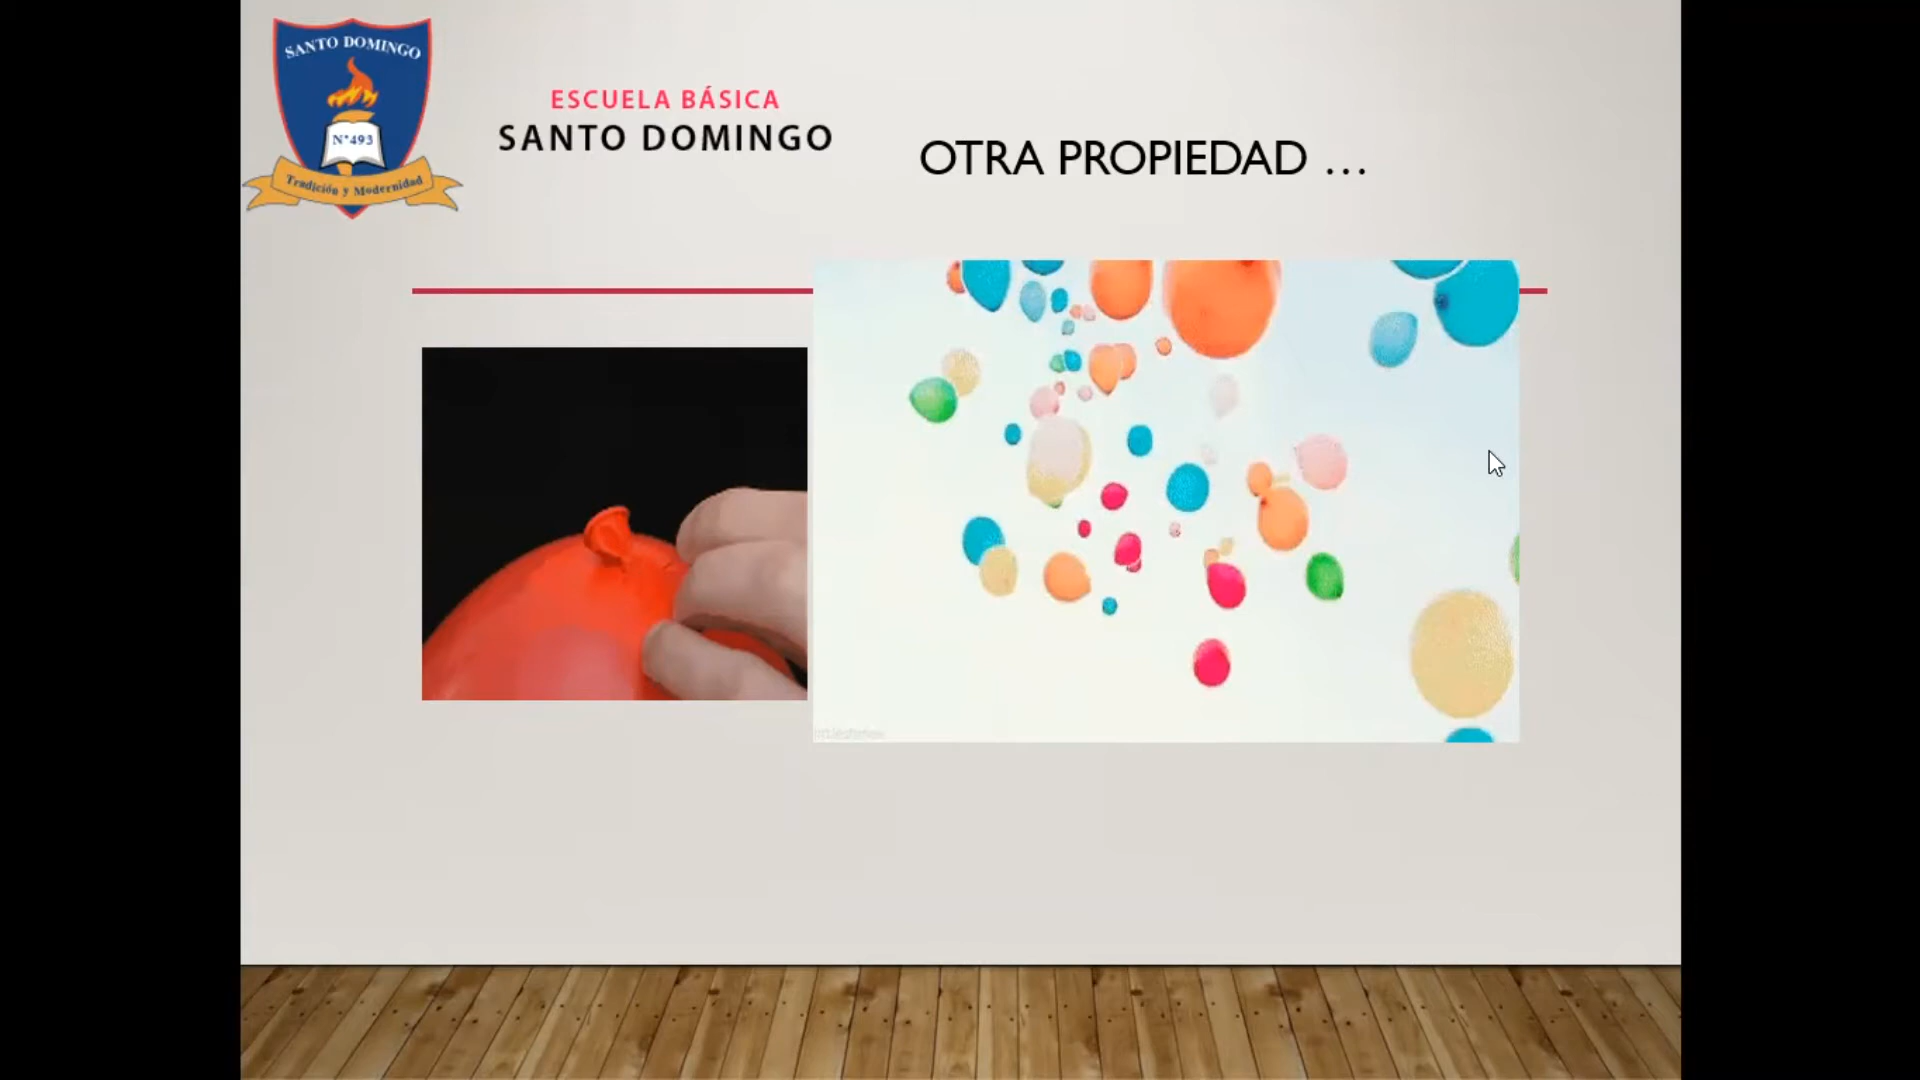 SANTO DOMINGO
N°493
Tradición y Modernidad
ESCUELA BÁSICA
SANTO DOMINGO
OTRA PROPIEDAD …